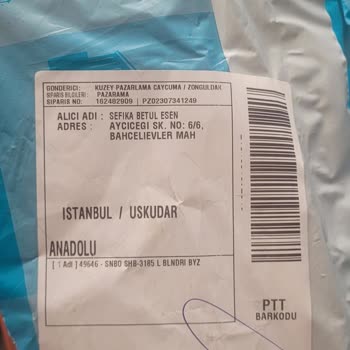 GONDERICI: KUZEY PAZARLAMA CAYCUMA / ZONGULDAK
SIPARIS BILGILERI: PAZARAMA
SIPARIS NO: 162482909 | PZ02307341249
ALICI ADI : SEFIKA BETUL ESEN
ADRES : AYCICEGI SK. NO: 6/6,
BAHCELIEVLER MAH
ISTANBUL / USKUDAR
ANADOLU
[ 1 Adt ] 49646 - SNBO SHB-3185 L BLNDRI BYZ
PTT
BARKODU